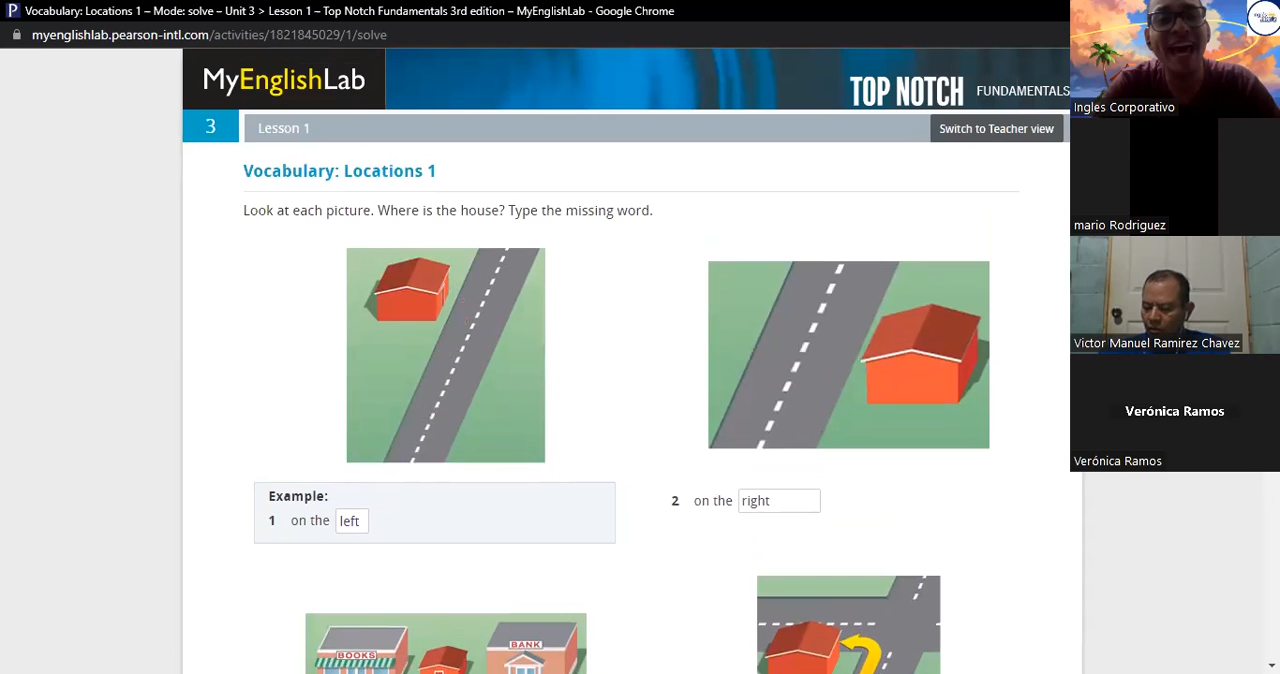 Vocabulary: Locations 1 – Mode: solve – Unit 3 > Lesson 1 – Top Notch Fundamentals 3rd edition – MyEnglishLab - Google Chrome
myenglishlab.pearson-intl.com/activities/1821845029/1/solve
MyEnglishLab
TOP NOTCH FUNDAMENTALS
3 Lesson 1
Switch to Teacher view
Vocabulary: Locations 1
Look at each picture. Where is the house? Type the missing word.
Example:
1 on the left
2 on the right
BOOKS
BANK
Ingles Corporativo
mario Rodriguez
Victor Manuel Ramirez Chavez
Verónica Ramos
Verónica Ramos